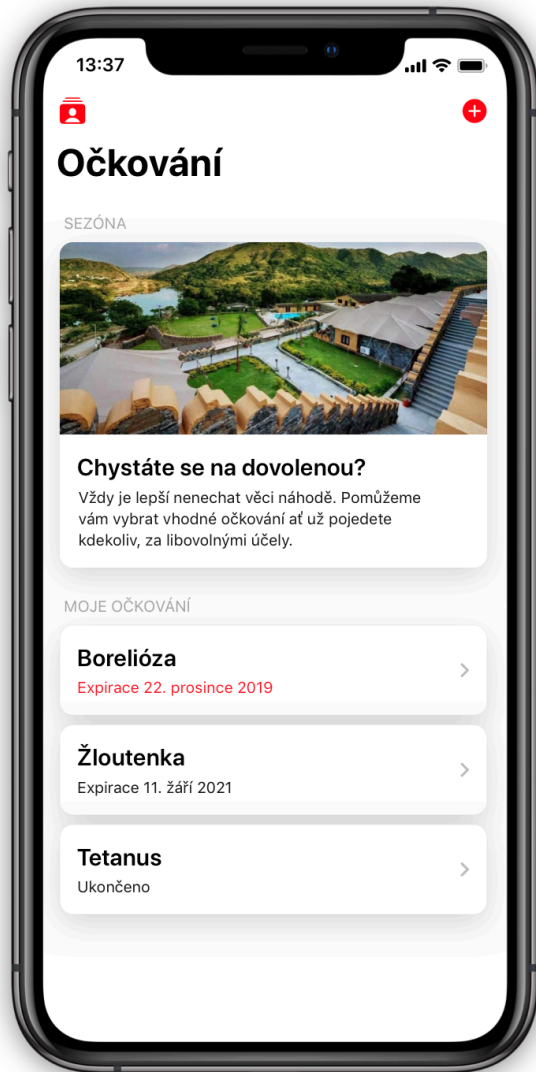 13:37
Očkování
SEZÓNA
Chystáte se na dovolenou?
Vždy je lepší nenechat věci náhodě. Pomůžeme
vám vybrat vhodné očkování ať už pojedete
kdekoliv, za libovolnými účely.
MOJE OČKOVÁNÍ
Borelióza
Expirace 22. prosince 2019
Žloutenka
Expirace 11. září 2021
Tetanus
Ukončeno